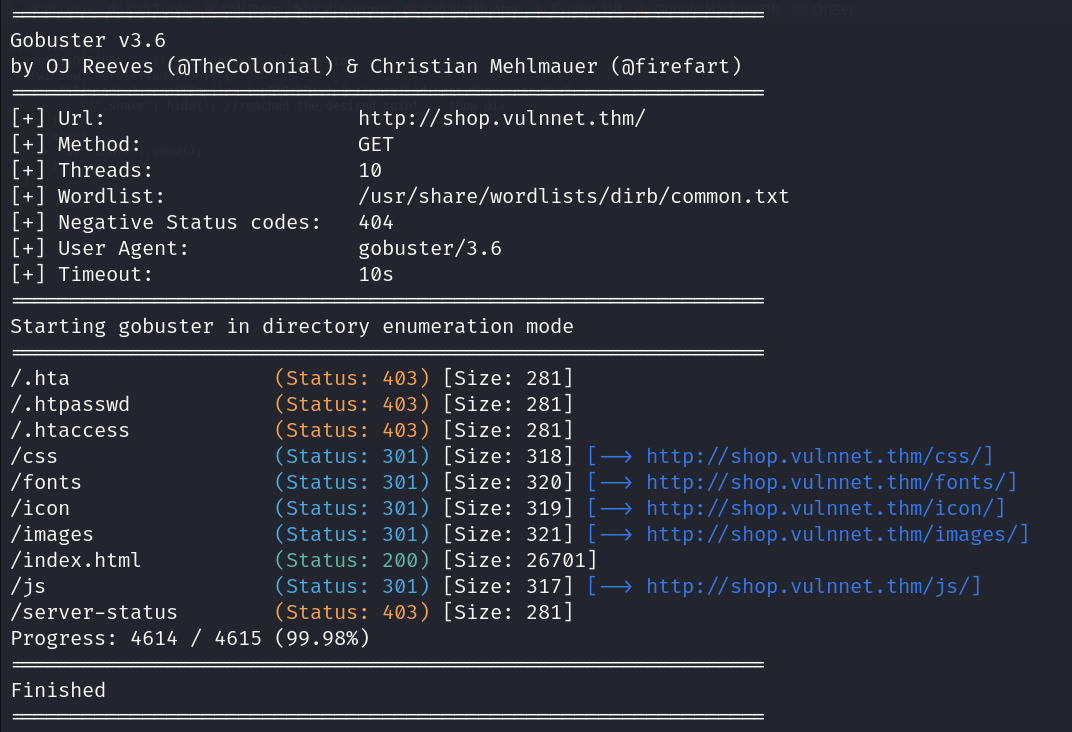 ===============================================================
Gobuster v3.6
by OJ Reeves (@TheColonial) & Christian Mehlmauer (@firefart)
===============================================================
[+] Url:                     http://shop.vulnnet.thm/
[+] Method:                  GET
[+] Threads:                 10
[+] Wordlist:                /usr/share/wordlists/dirb/common.txt
[+] Negative Status codes:   404
[+] User Agent:              gobuster/3.6
[+] Timeout:                 10s
===============================================================
Starting gobuster in directory enumeration mode
===============================================================
/.hta                 (Status: 403) [Size: 281]
/.htpasswd            (Status: 403) [Size: 281]
/.htaccess            (Status: 403) [Size: 281]
/css                  (Status: 301) [Size: 318] [--> http://shop.vulnnet.thm/css/]
/fonts                (Status: 301) [Size: 320] [--> http://shop.vulnnet.thm/fonts/]
/icon                 (Status: 301) [Size: 319] [--> http://shop.vulnnet.thm/icon/]
/images               (Status: 301) [Size: 321] [--> http://shop.vulnnet.thm/images/]
/index.html           (Status: 200) [Size: 26701]
/js                   (Status: 301) [Size: 317] [--> http://shop.vulnnet.thm/js/]
/server-status        (Status: 403) [Size: 281]
Progress: 4614 / 4615 (99.98%)
===============================================================
Finished
===============================================================